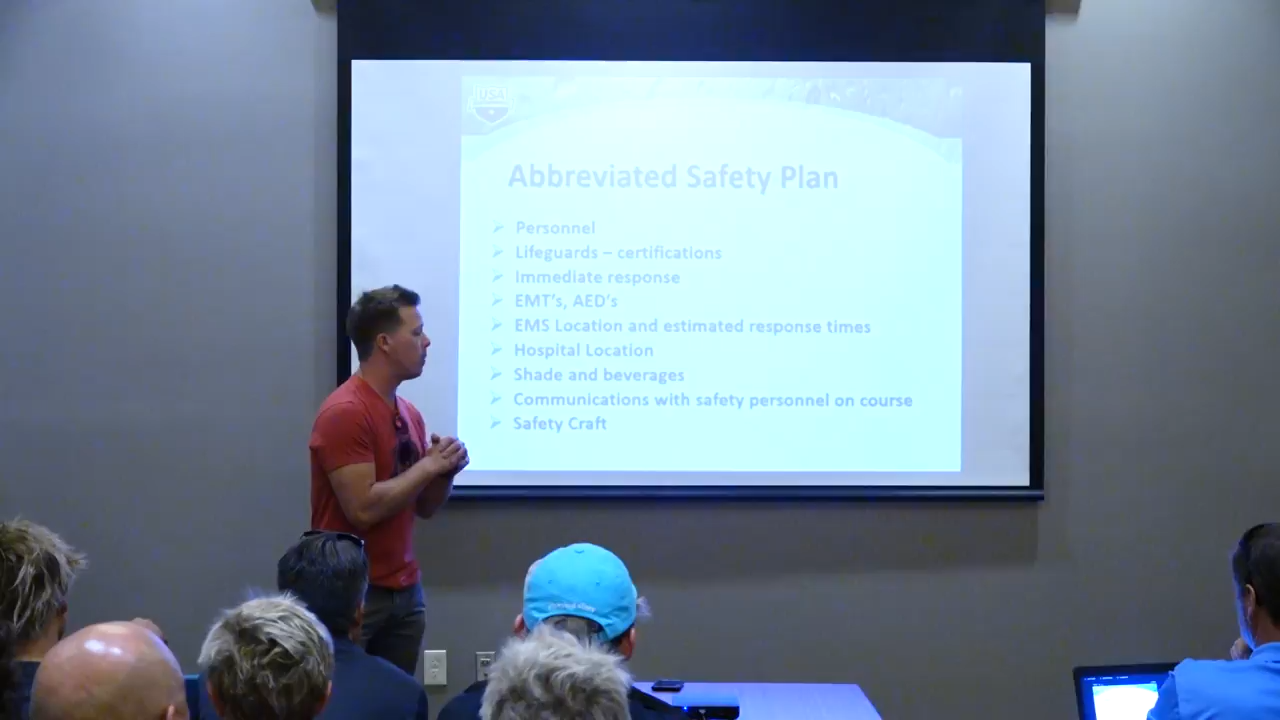 USA
Abbreviated Safety Plan
Personnel
Lifeguards – certifications
Immediate response
EMT's, AED's
EMS Location and estimated response times
Hospital Location
Shade and beverages
Communications with safety personnel on course
Safety Craft